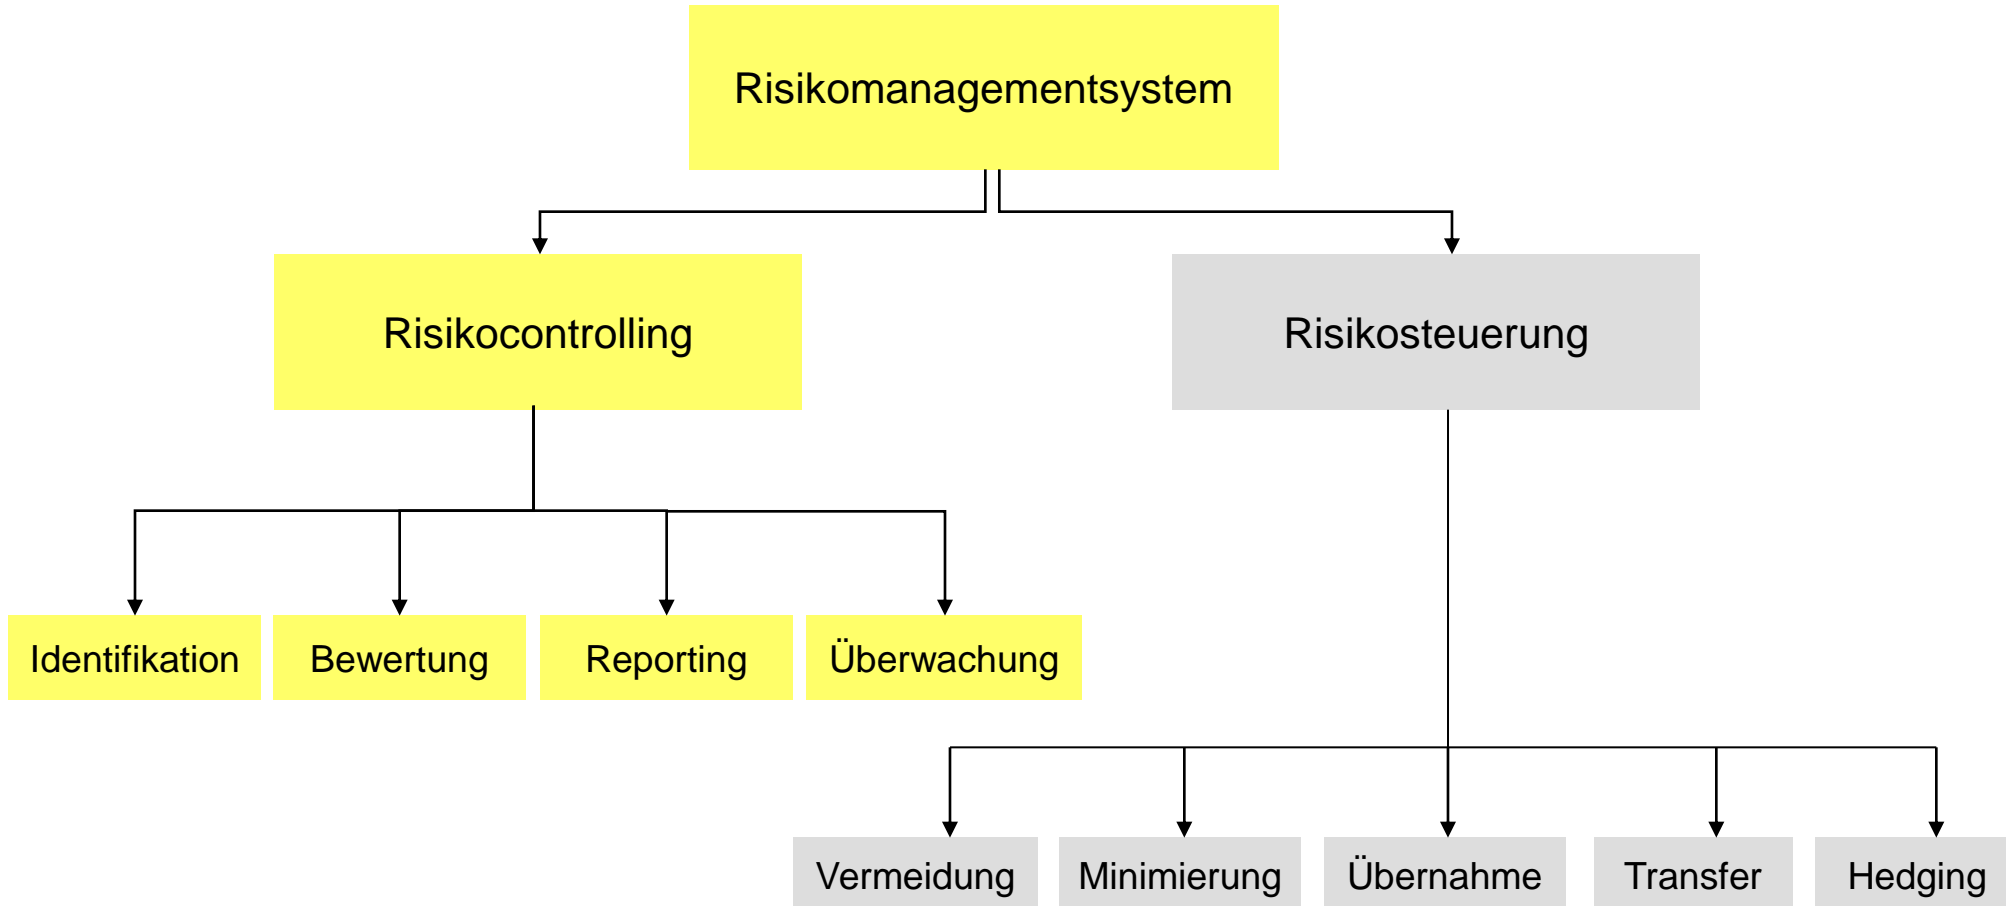 Risikomanagementsystem
Risikocontrolling
Risikosteuerung
Identifikation
Bewertung
Reporting
Überwachung
Vermeidung
Minimierung
Übernahme
Transfer
Hedging